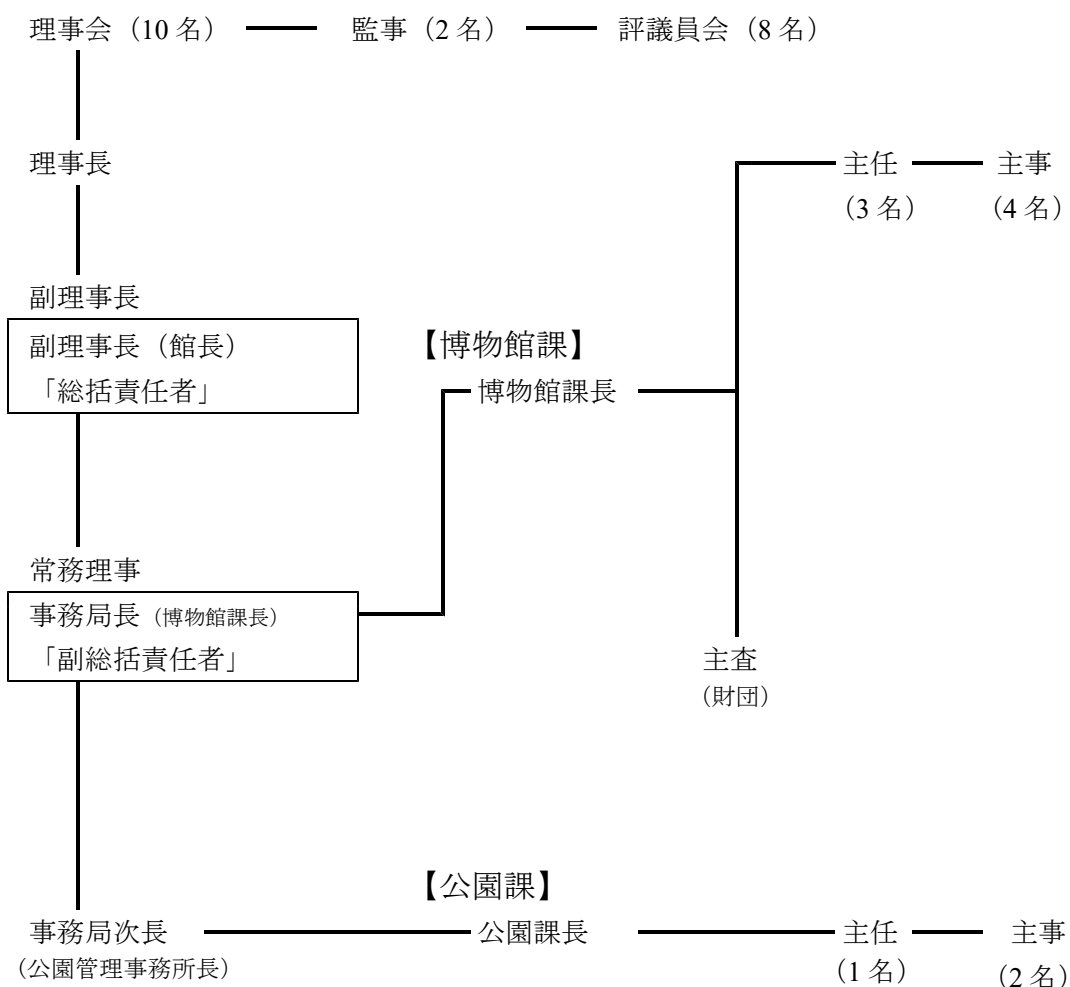 理事会（10 名） 監事（2 名） 評議員会（8 名）
理事長 主任 主事
（3 名） （4 名）
副理事長
副理事長（館長） 【博物館課】
「総括責任者」 博物館課長
常務理事
事務局長（博物館課長）
「副総括責任者」 主査
（財団）
【公園課】
事務局次長 公園課長 主任 主事
（公園管理事務所長） （1 名） （2 名）